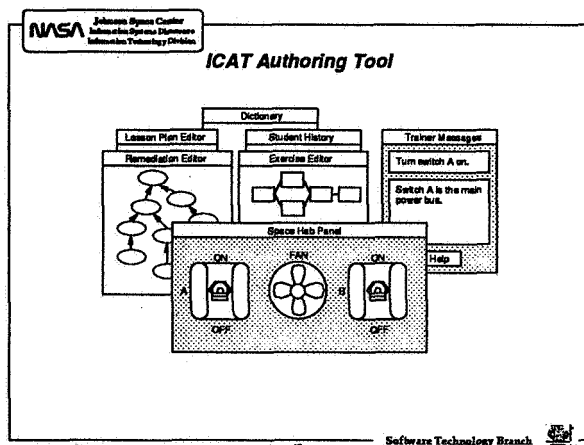 NASA
Johnson Space Center
Information Systems Directorate
Information Technology Division
ICAT Authoring Tool
Dictionary
Lesson Plan Editor
Student History
Trainer Messages
Remediation Editor
Exercise Editor
Turn switch A on.
Switch A is the main
power bus.
Space Hab Panel
Help
ON
FAN
ON
A
B
OFF
OFF
Software Technology Branch